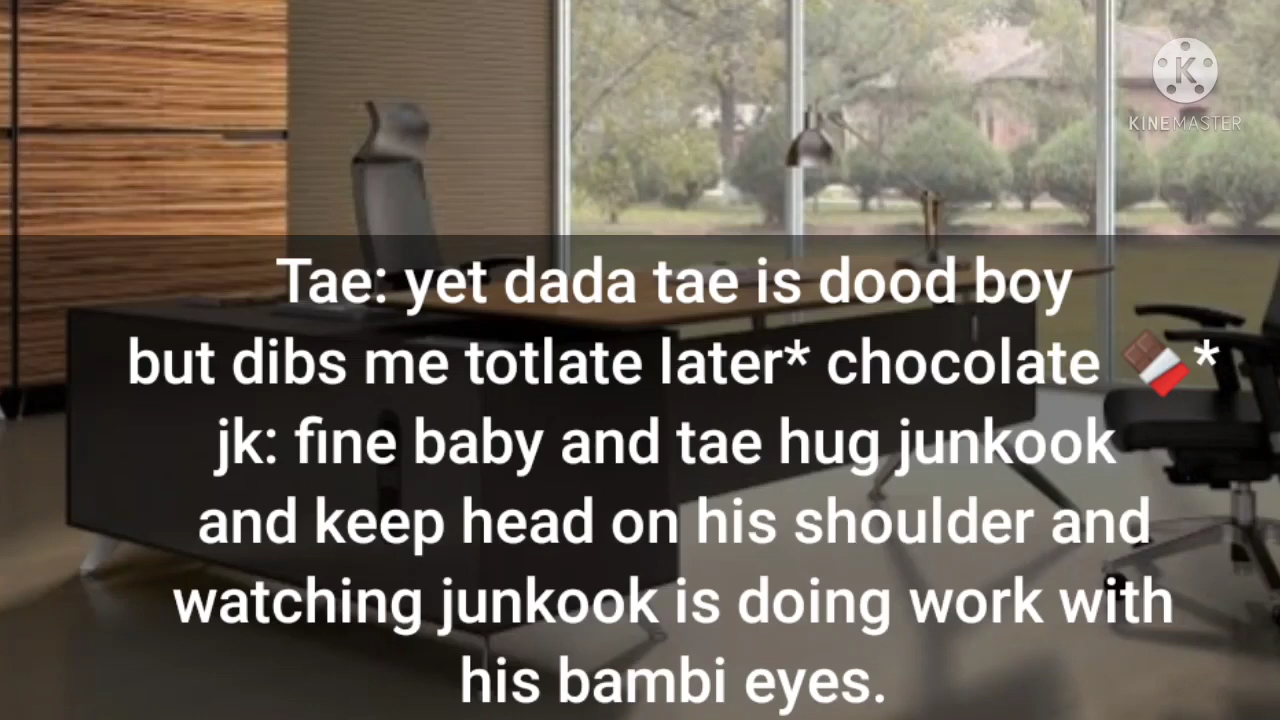 KINEMASTER
Tae: yet dada tae is dood boy
but dibs me totlate later* chocolate 🍫*
jk: fine baby and tae hug junkook
and keep head on his shoulder and
watching junkook is doing work with
his bambi eyes.